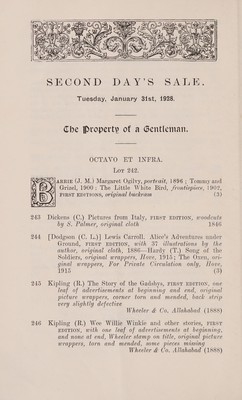 SECOND DAY'S SALE.
Tuesday, January 31st, 1928.
The Property of a Gentleman.
OCTAVO ET INFRA.
LOT 242.
BARRIE (J. M.) Margaret Ogilvy, portrait, 1896; Tommy and
Grizel, 1900; The Little White Bird, frontispiece, 1902,
FIRST EDITIONS, original buckram (3)
243 Dickens (C.) Pictures from Italy, FIRST EDITION, woodcuts
by S. Palmer, original cloth 1846
244 [Dodgson (C. L.)] Lewis Carroll. Alice's Adventures under
Ground, FIRST EDITION, with 37 illustrations by the
author, original cloth, 1886—Hardy (T.) Song of the
Soldiers, original wrappers, Hove, 1915; The Oxen, ori-
ginal wrappers, For Private Circulation only, Hove,
1915 (3)
245 Kipling (R.) The Story of the Gadsbys, FIRST EDITION, one
leaf of advertisements at beginning and end, original
picture wrappers, corner torn and mended, back strip
very slightly defective
Wheeler & Co. Allahabad (1888)
246 Kipling (R.) Wee Willie Winkie and other stories, FIRST
EDITION, with one leaf of advertisements at beginning,
and none at end, Wheeler stamp on title, original picture
wrappers, torn and mended, some pieces missing
Wheeler & Co. Allahabad (1888)